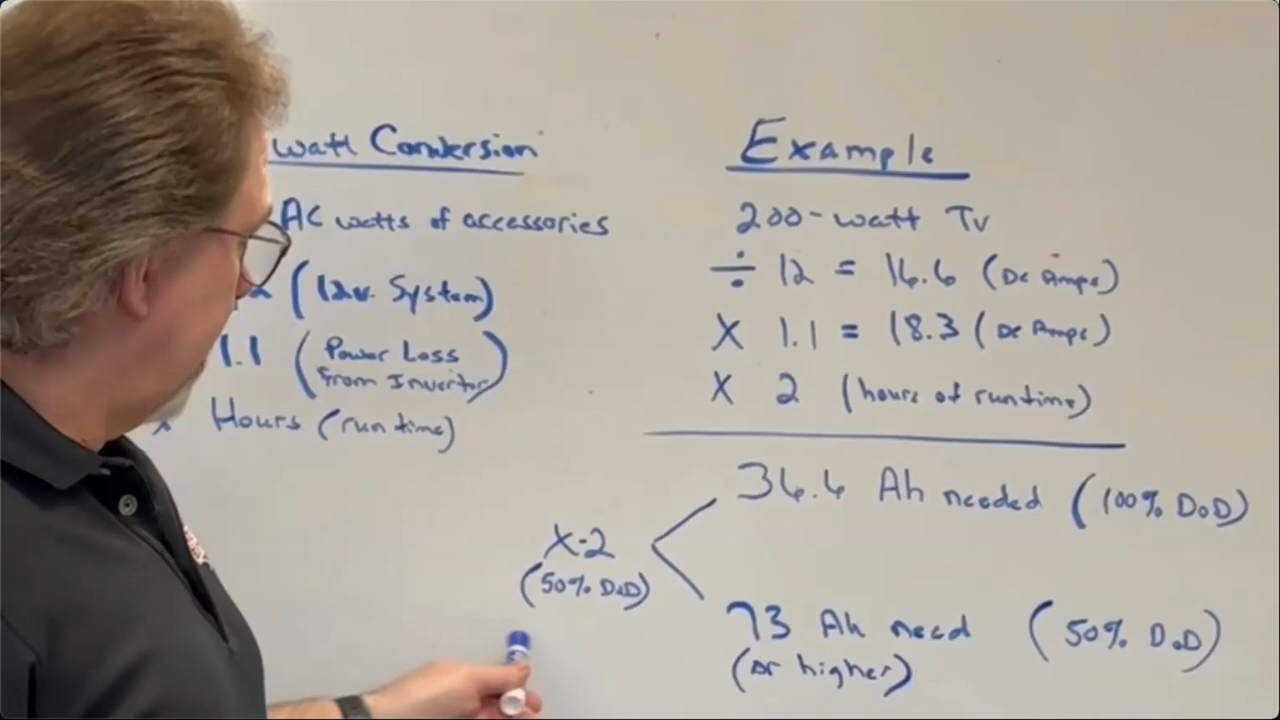 watt Conversion
AC watts of accessories
(12v. System)
1.1 (Power Loss
from Invertor)
x Hours (run time)
Example
200-watt Tv
÷ 12 = 16.6 (Dc Amps)
X 1.1 = 18.3 (Dc Amps)
X 2 (hours of runtime)
36.6 Ah needed (100% DoD)
X-2
(50% DoD)
73 Ah need (50% DoD)
(or higher)